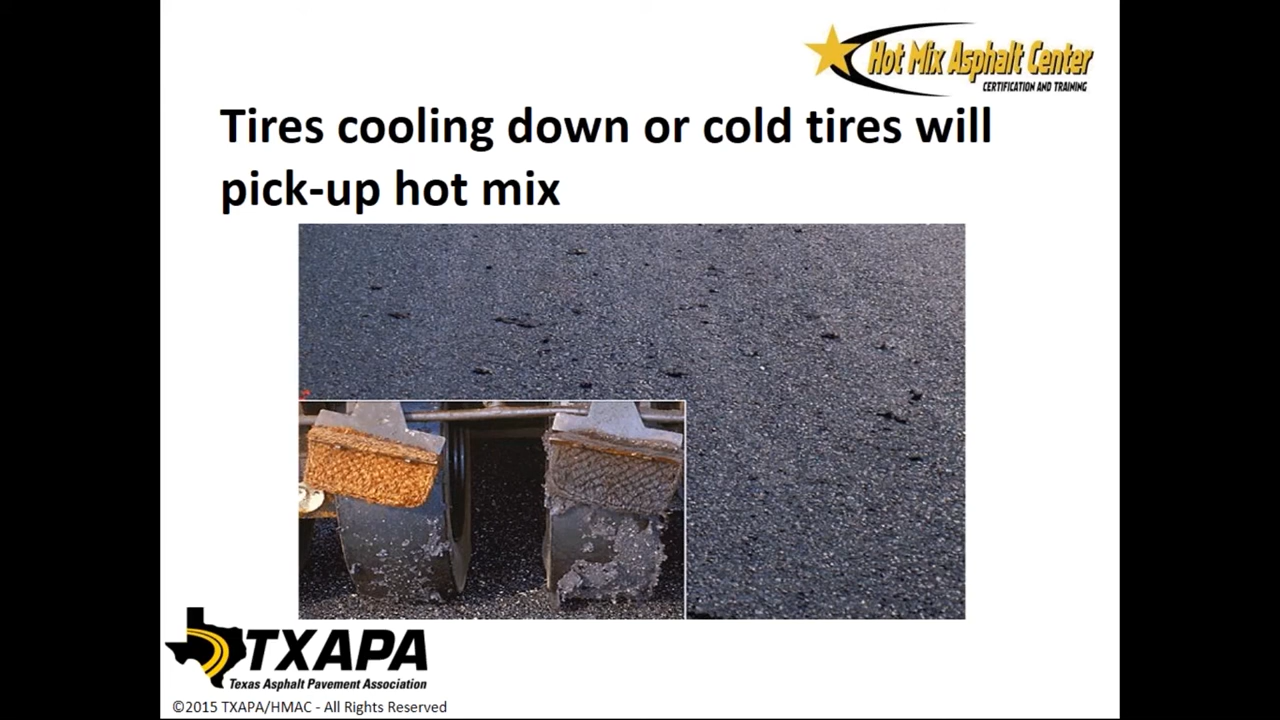 Hot Mix Asphalt Center
CERTIFICATION AND TRAINING
Tires cooling down or cold tires will
pick-up hot mix
TXAPA
Texas Asphalt Pavement Association
©2015 TXAPA/HMAC - All Rights Reserved